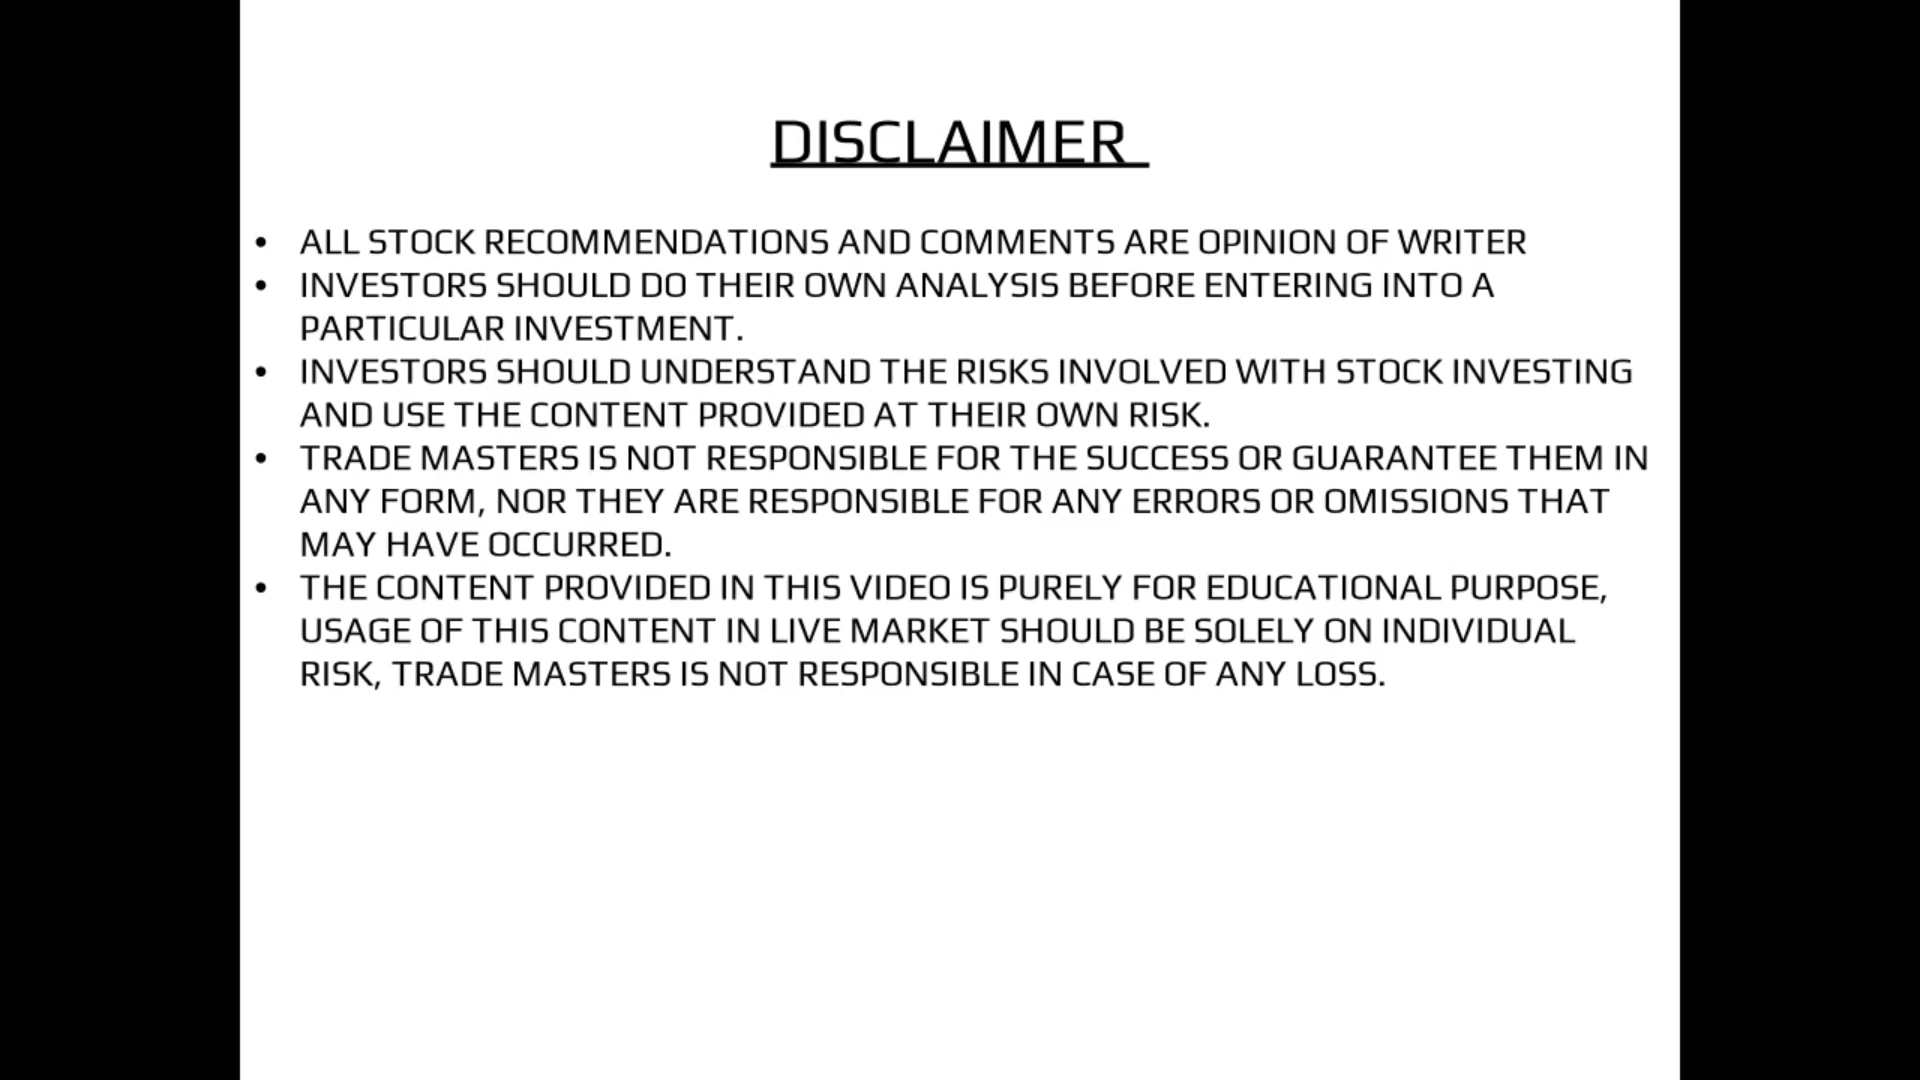 DISCLAIMER
• ALL STOCK RECOMMENDATIONS AND COMMENTS ARE OPINION OF WRITER
• INVESTORS SHOULD DO THEIR OWN ANALYSIS BEFORE ENTERING INTO A
PARTICULAR INVESTMENT.
• INVESTORS SHOULD UNDERSTAND THE RISKS INVOLVED WITH STOCK INVESTING
AND USE THE CONTENT PROVIDED AT THEIR OWN RISK.
• TRADE MASTERS IS NOT RESPONSIBLE FOR THE SUCCESS OR GUARANTEE THEM IN
ANY FORM, NOR THEY ARE RESPONSIBLE FOR ANY ERRORS OR OMISSIONS THAT
MAY HAVE OCCURRED.
• THE CONTENT PROVIDED IN THIS VIDEO IS PURELY FOR EDUCATIONAL PURPOSE,
USAGE OF THIS CONTENT IN LIVE MARKET SHOULD BE SOLELY ON INDIVIDUAL
RISK, TRADE MASTERS IS NOT RESPONSIBLE IN CASE OF ANY LOSS.